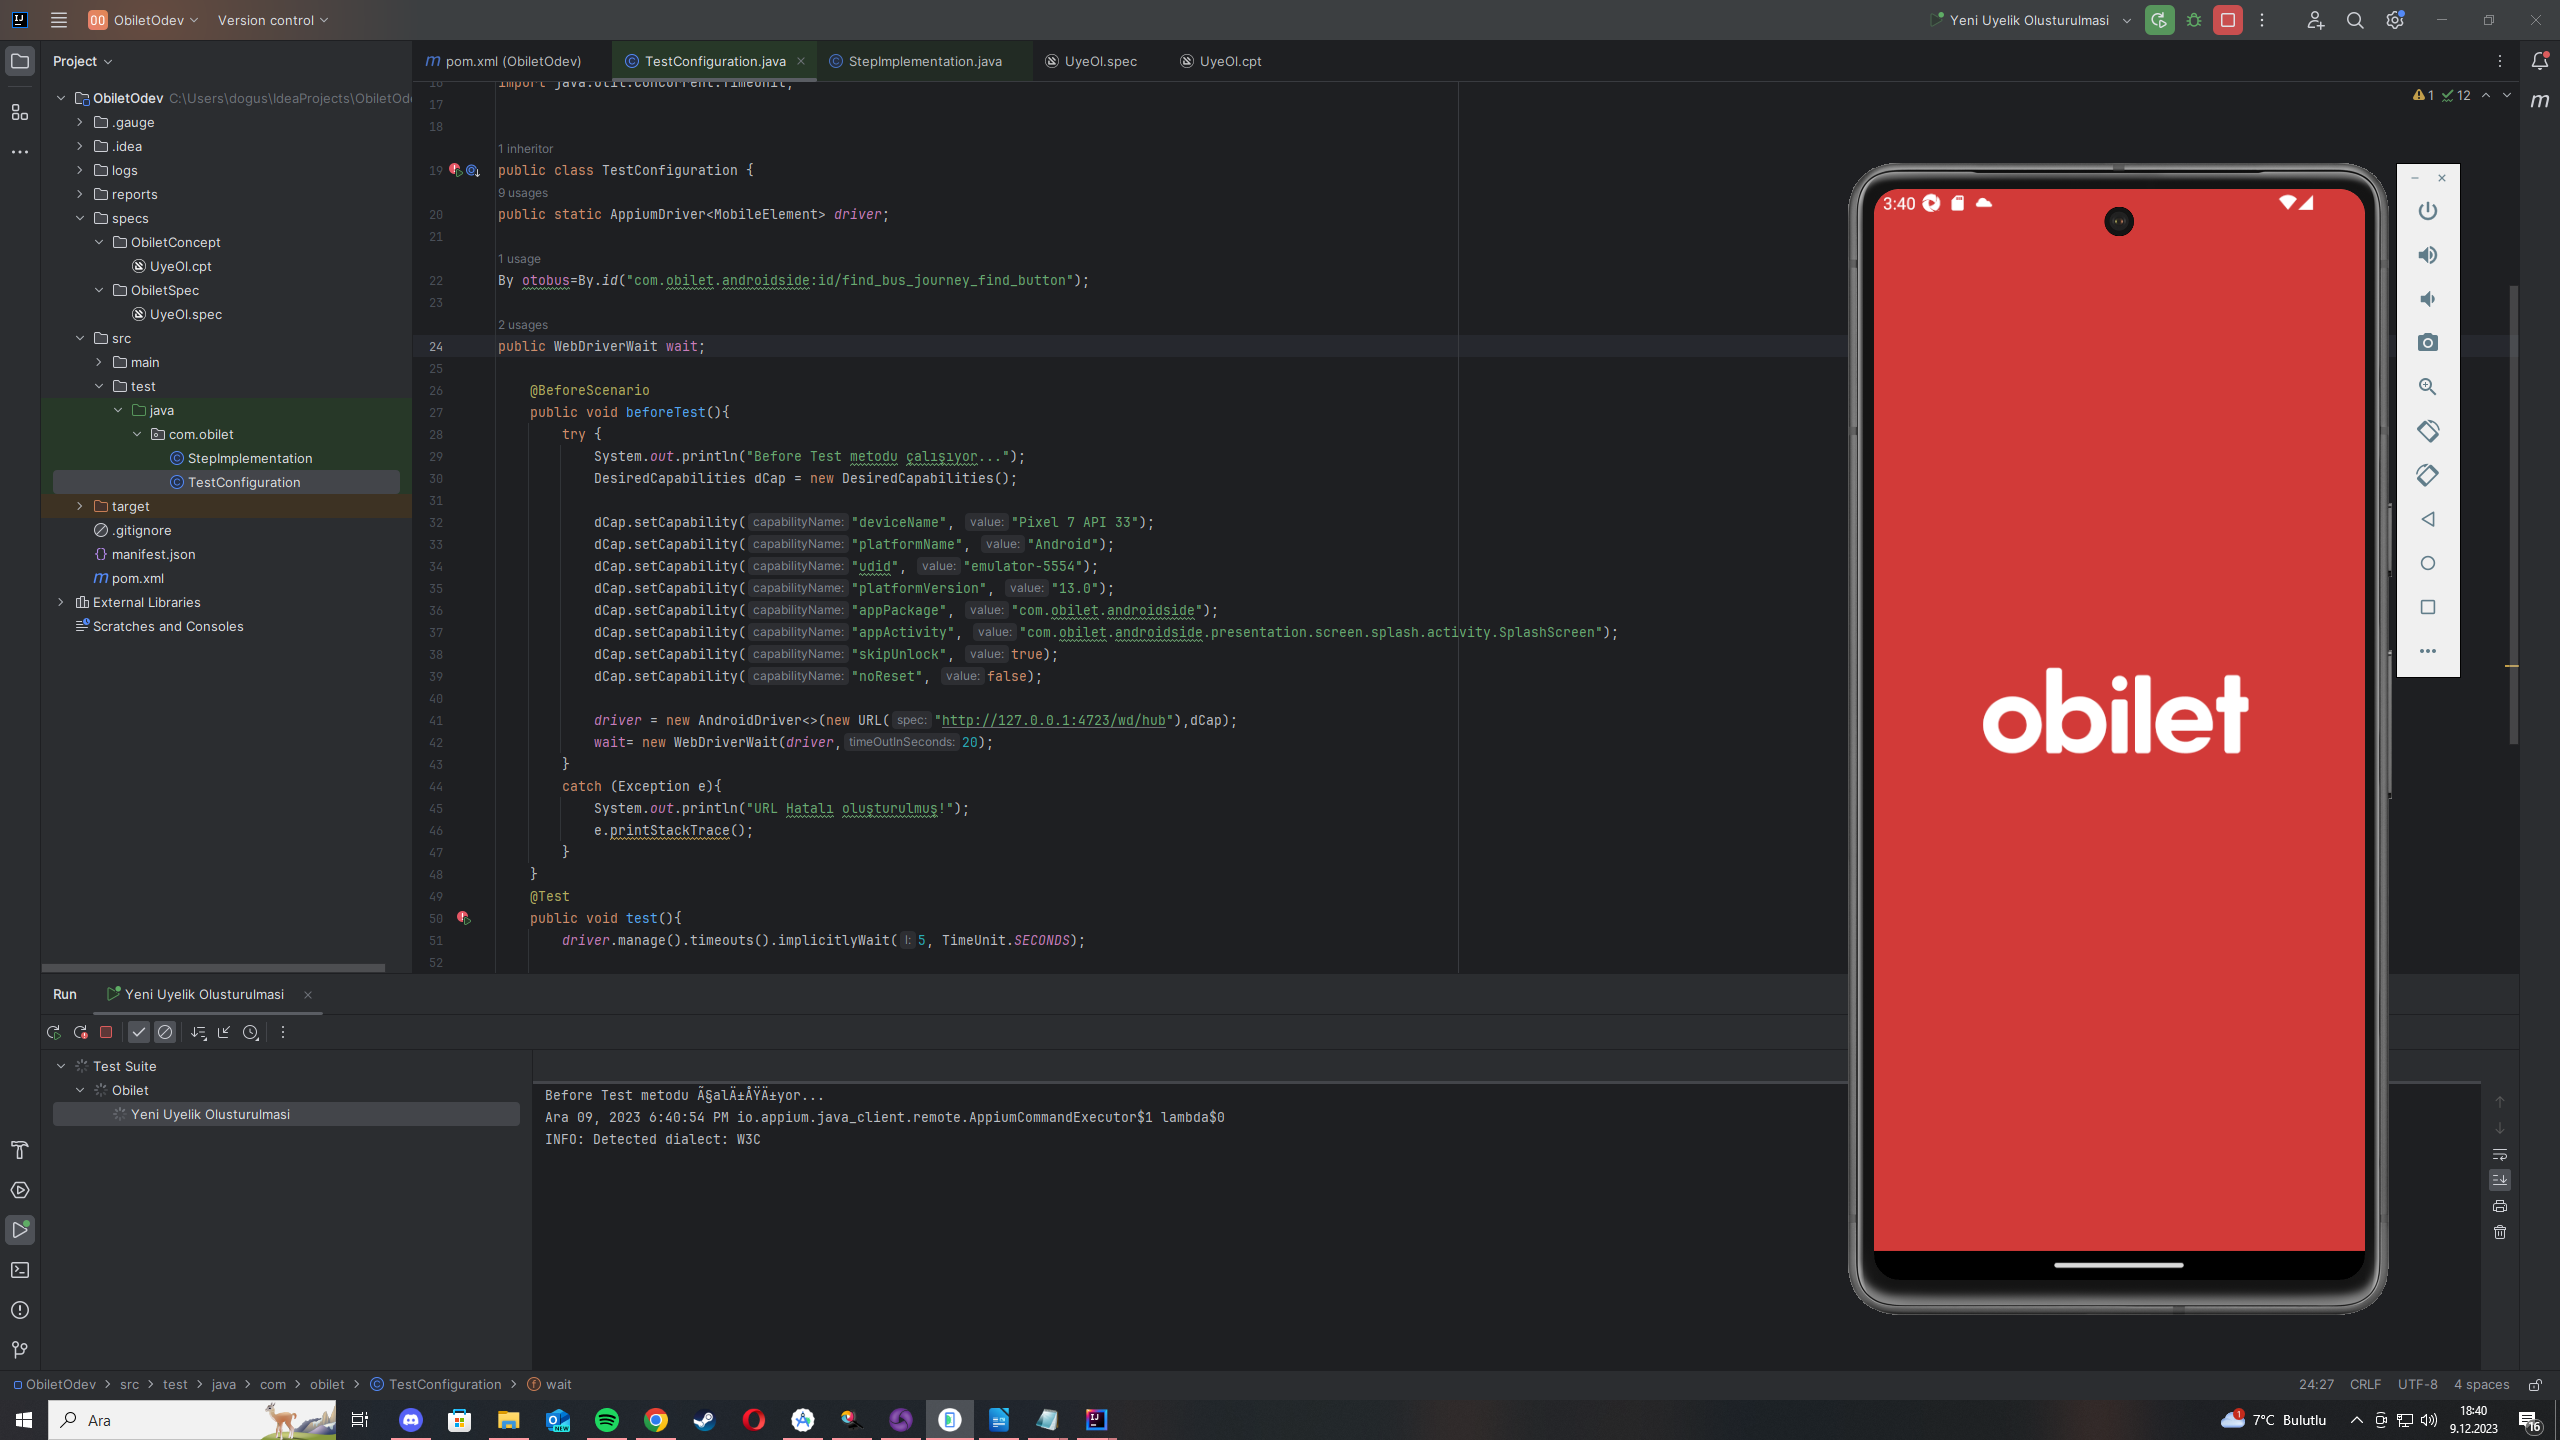 ObiletOdev
Version control
Yeni Uyelik Olusturulmasi
Project
ObiletOdev C:\Users\dogus\IdeaProjects\ObiletOde
.gauge
.idea
logs
reports
specs
ObiletConcept
UyeOl.cpt
ObiletSpec
UyeOl.spec
src
main
test
java
com.obilet
StepImplementation
TestConfiguration
target
.gitignore
manifest.json
pom.xml
External Libraries
Scratches and Consoles
pom.xml (ObiletOdev) TestConfiguration.java StepImplementation.java UyeOl.spec UyeOl.cpt
1 12
16 import java.util.concurrent.TimeUnit;
17
18
1 inheritor
19 public class TestConfiguration {
9 usages
20 public static AppiumDriver<MobileElement> driver;
21
1 usage
22 By otobus=By.id("com.obilet.androidside:id/find_bus_journey_find_button");
23
2 usages
24 public WebDriverWait wait;
25
26 @BeforeScenario
27 public void beforeTest(){
28 try {
29 System.out.println("Before Test metodu çalışıyor...");
30 DesiredCapabilities dCap = new DesiredCapabilities();
31
32 dCap.setCapability( capabilityName: "deviceName", value: "Pixel 7 API 33");
33 dCap.setCapability( capabilityName: "platformName", value: "Android");
34 dCap.setCapability( capabilityName: "udid", value: "emulator-5554");
35 dCap.setCapability( capabilityName: "platformVersion", value: "13.0");
36 dCap.setCapability( capabilityName: "appPackage", value: "com.obilet.androidside");
37 dCap.setCapability( capabilityName: "appActivity", value: "com.obilet.androidside.presentation.screen.splash.activity.SplashScreen");
38 dCap.setCapability( capabilityName: "skipUnlock", value: true);
39 dCap.setCapability( capabilityName: "noReset", value: false);
40
41 driver = new AndroidDriver<>(new URL( spec: "http://127.0.0.1:4723/wd/hub"),dCap);
42 wait= new WebDriverWait(driver, timeOutInSeconds: 20);
43 }
44 catch (Exception e){
45 System.out.println("URL Hatalı oluşturulmuş!");
46 e.printStackTrace();
47 }
48 }
49 @Test
50 public void test(){
51 driver.manage().timeouts().implicitlyWait( l: 5, TimeUnit.SECONDS);
52
3:40
obilet
Run Yeni Uyelik Olusturulmasi
Test Suite
Obilet
Yeni Uyelik Olusturulmasi
Before Test metodu Ã§alÄ±ÅŸÄ±yor...
Ara 09, 2023 6:40:54 PM io.appium.java_client.remote.AppiumCommandExecutor$1 lambda$0
INFO: Detected dialect: W3C
ObiletOdev > src > test > java > com > obilet > TestConfiguration > wait
24:27 CRLF UTF-8 4 spaces
Ara
7°C Bulutlu
18:40
9.12.2023
16